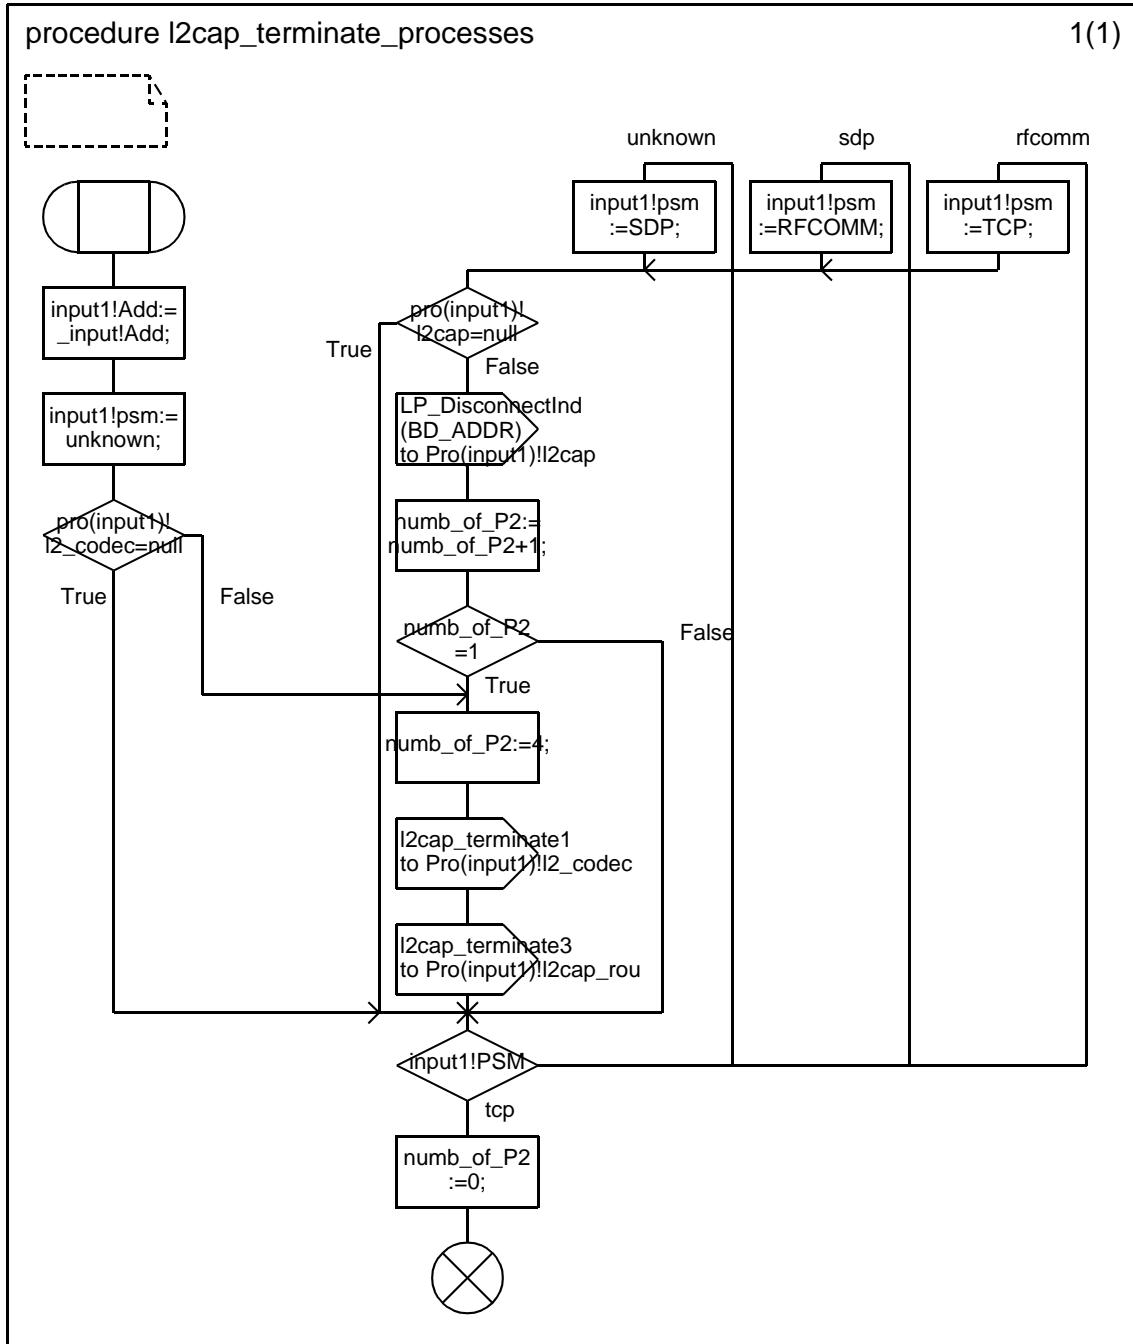 procedure l2cap_terminate_processes
1(1)
unknown
sdp
rfcomm
input1!psm
:=SDP;
input1!psm
:=RFCOMM;
input1!psm
:=TCP;
input1!Add:=
_input!Add;
pro(input1)!
l2cap=null
True
False
input1!psm:=
unknown;
LP_DisconnectInd
(BD_ADDR)
to Pro(input1)!l2cap
pro(input1)!
l2_codec=null
True
False
numb_of_P2:=
numb_of_P2+1;
numb_of_P2
=1
False
True
numb_of_P2:=4;
l2cap_terminate1
to Pro(input1)!l2_codec
l2cap_terminate3
to Pro(input1)!l2cap_rou
input1!PSM
tcp
numb_of_P2
:=0;